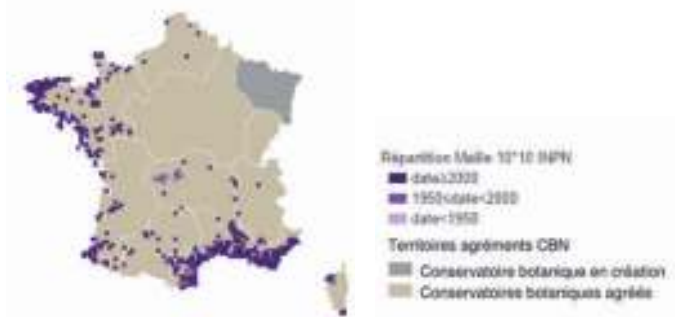 Répartition Maille 10*10 INPN
date≥2000
1950≤date<2000
date<1950
Territoires agréments CBN
Conservatoire botanique en création
Conservatoires botaniques agréés